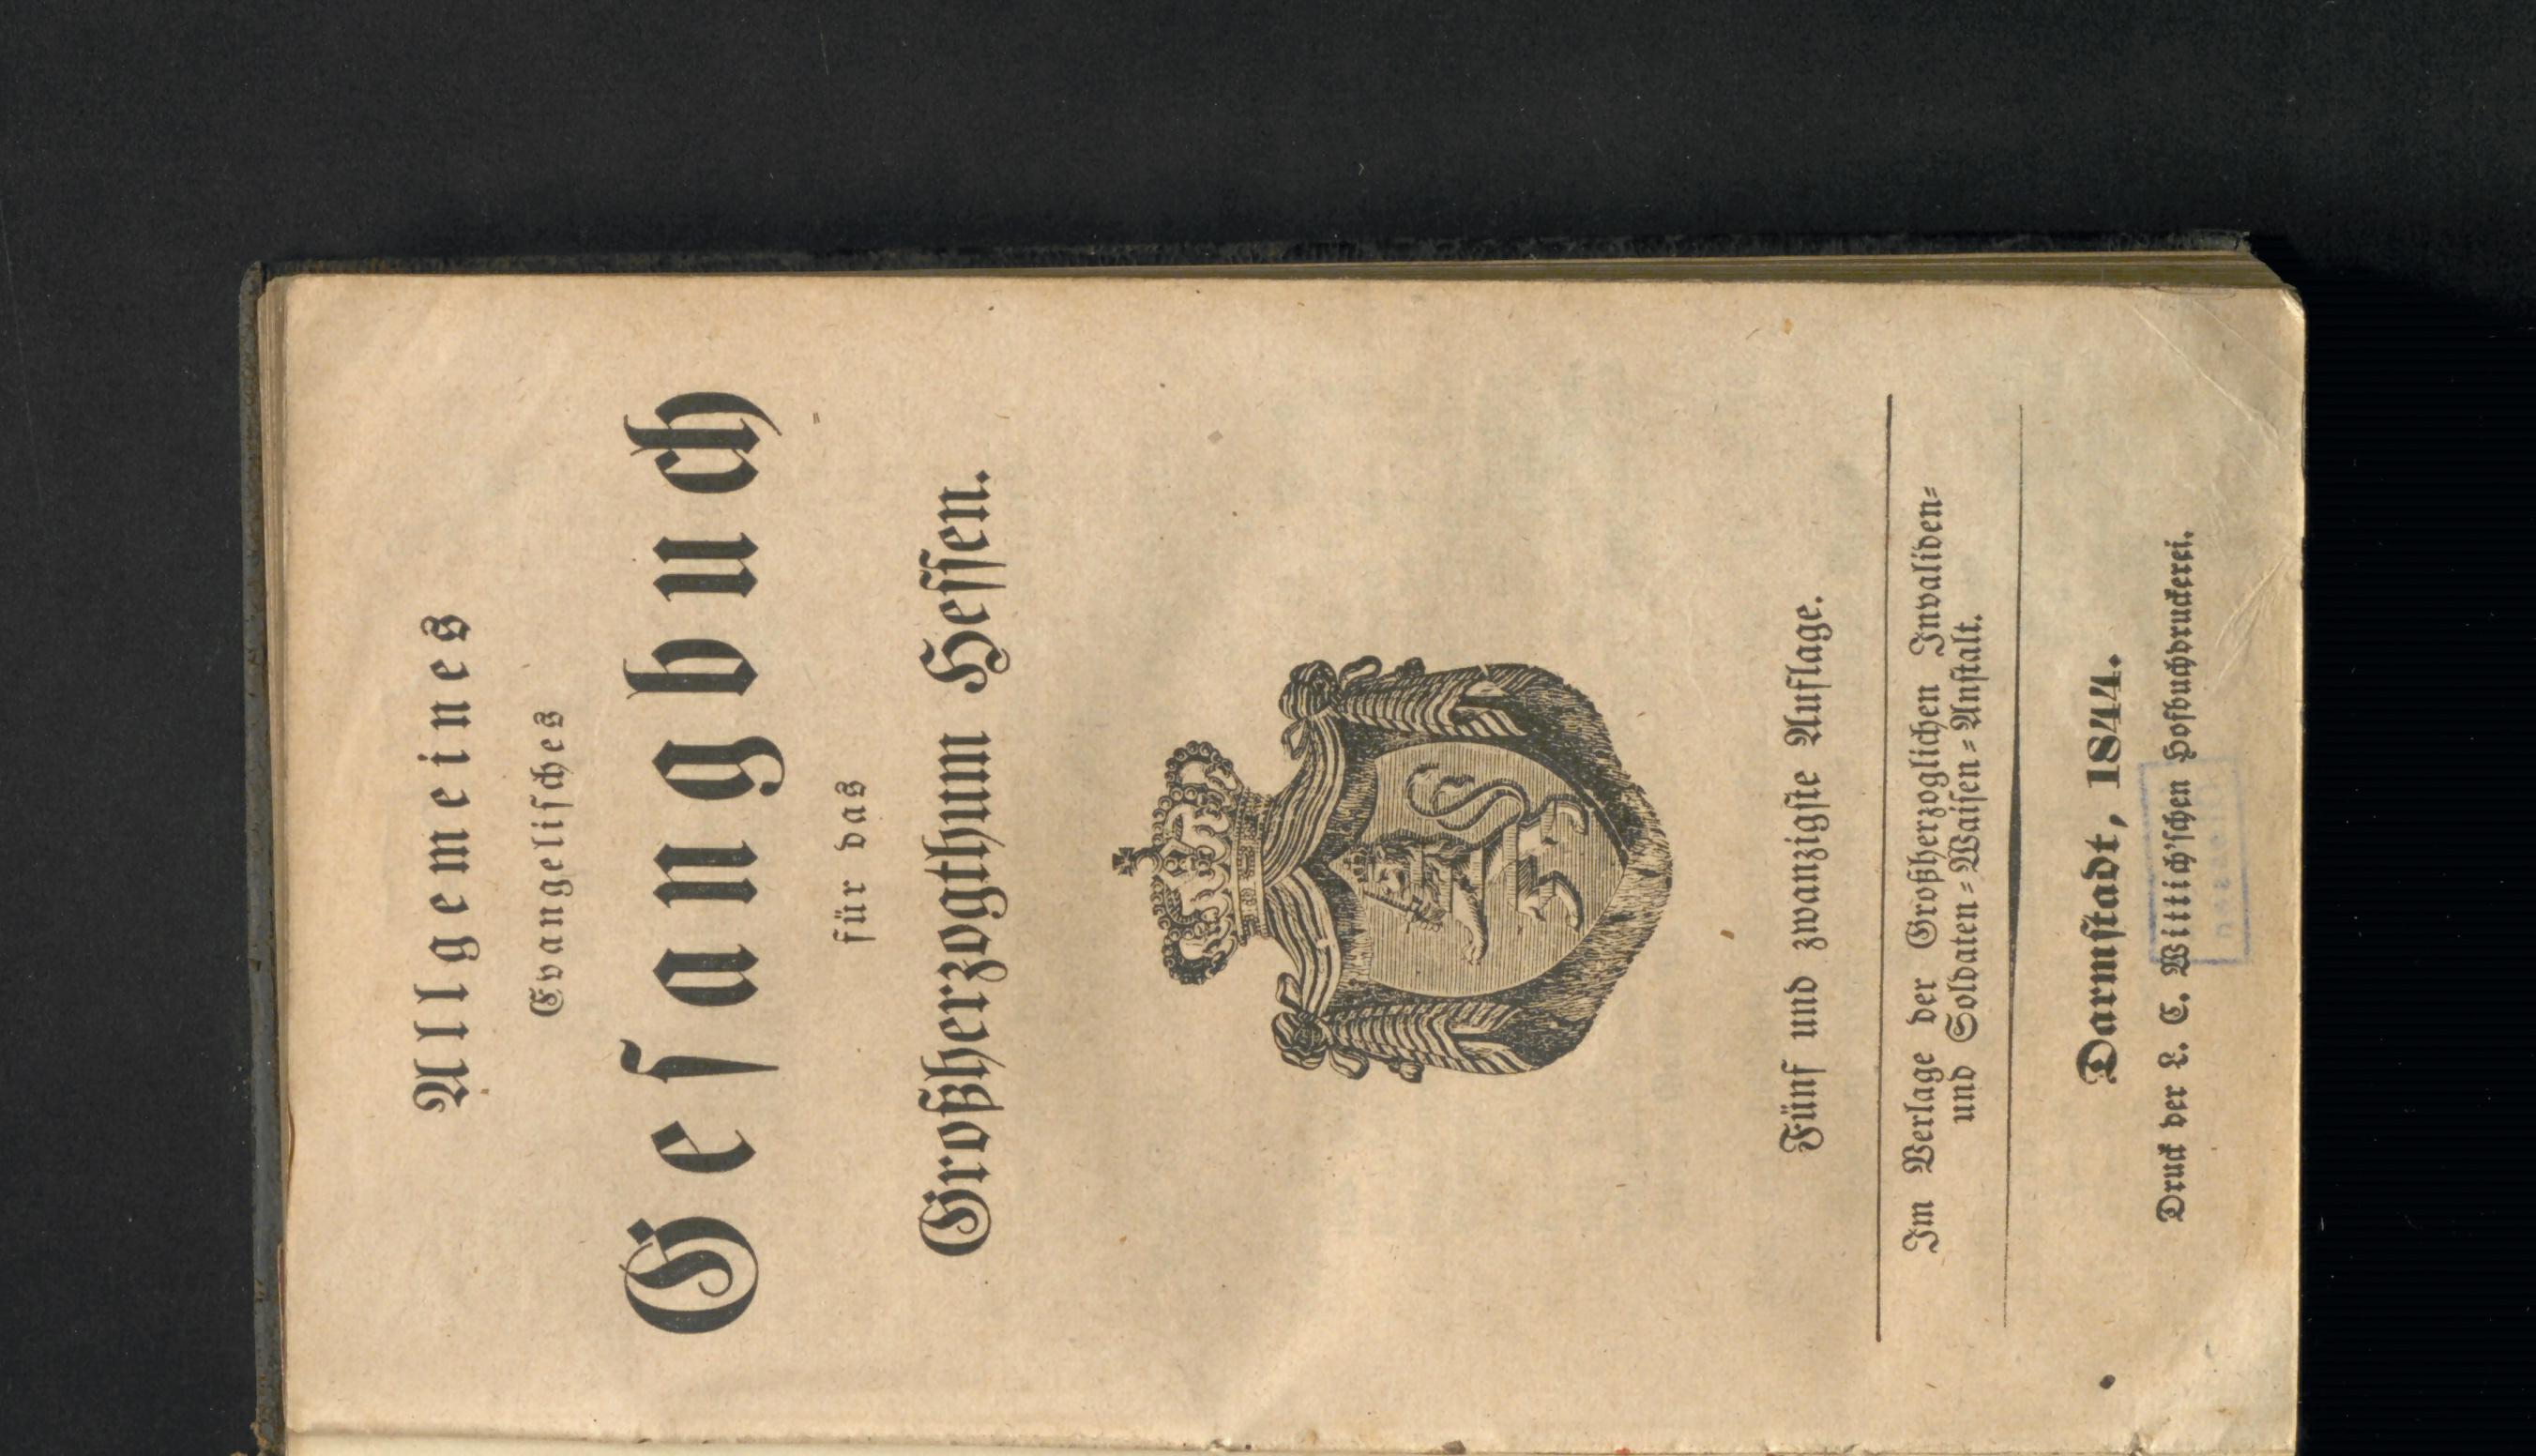 Allgemeines
Evangeliſches
Geſangbuch
für das
Großherzogthum Heſſen.
Fünf und zwanzigſte Auflage.
Im Verlage der Großherzoglichen Invaliden⸗
und Soldaten⸗Waiſen⸗Anſtalt.
Darmſtadt, 1844.
Druck der L. C. Wittich'ſchen Hofbuchdruckerei.